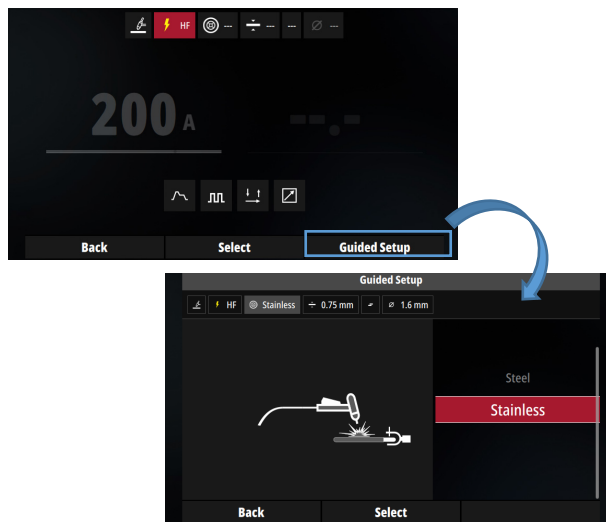 HF --- --- --- ---
200 A --.--
Back Select Guided Setup
Guided Setup
HF Stainless 0.75 mm 1.6 mm
Steel
Stainless
Back Select